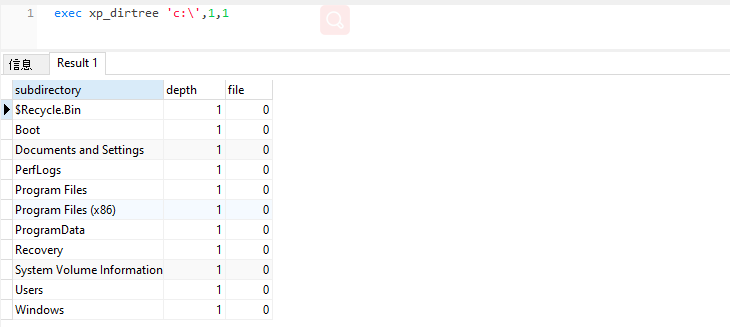 1 exec xp_dirtree 'c:\',1,1
信息 Result 1
subdirectory depth file
$Recycle.Bin 1 0
Boot 1 0
Documents and Settings 1 0
PerfLogs 1 0
Program Files 1 0
Program Files (x86) 1 0
ProgramData 1 0
Recovery 1 0
System Volume Information 1 0
Users 1 0
Windows 1 0